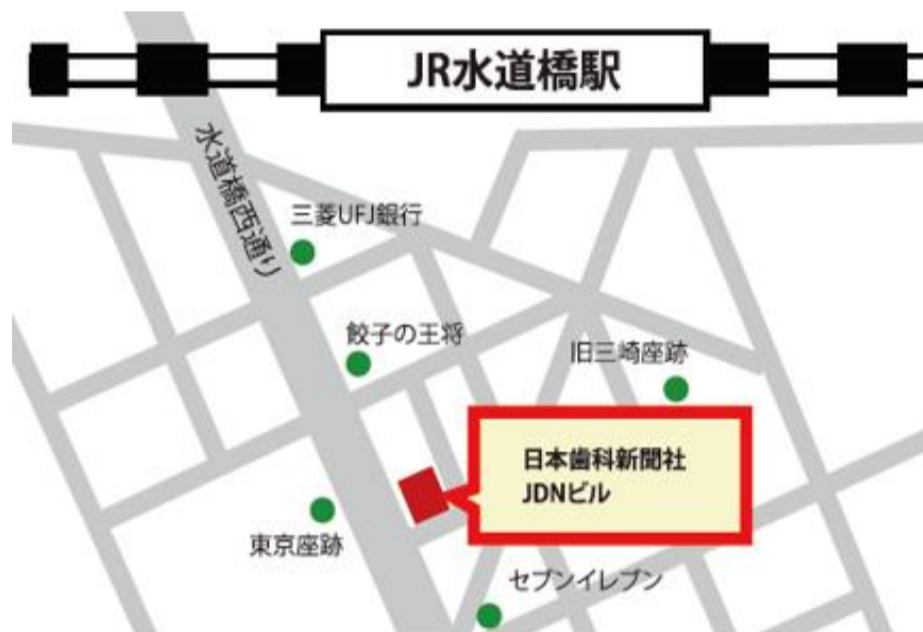 JR水道橋駅
水道橋西通り
三菱UFJ銀行
餃子の王将
旧三崎座跡
日本歯科新聞社
JDNビル
東京座跡
セブンイレブン